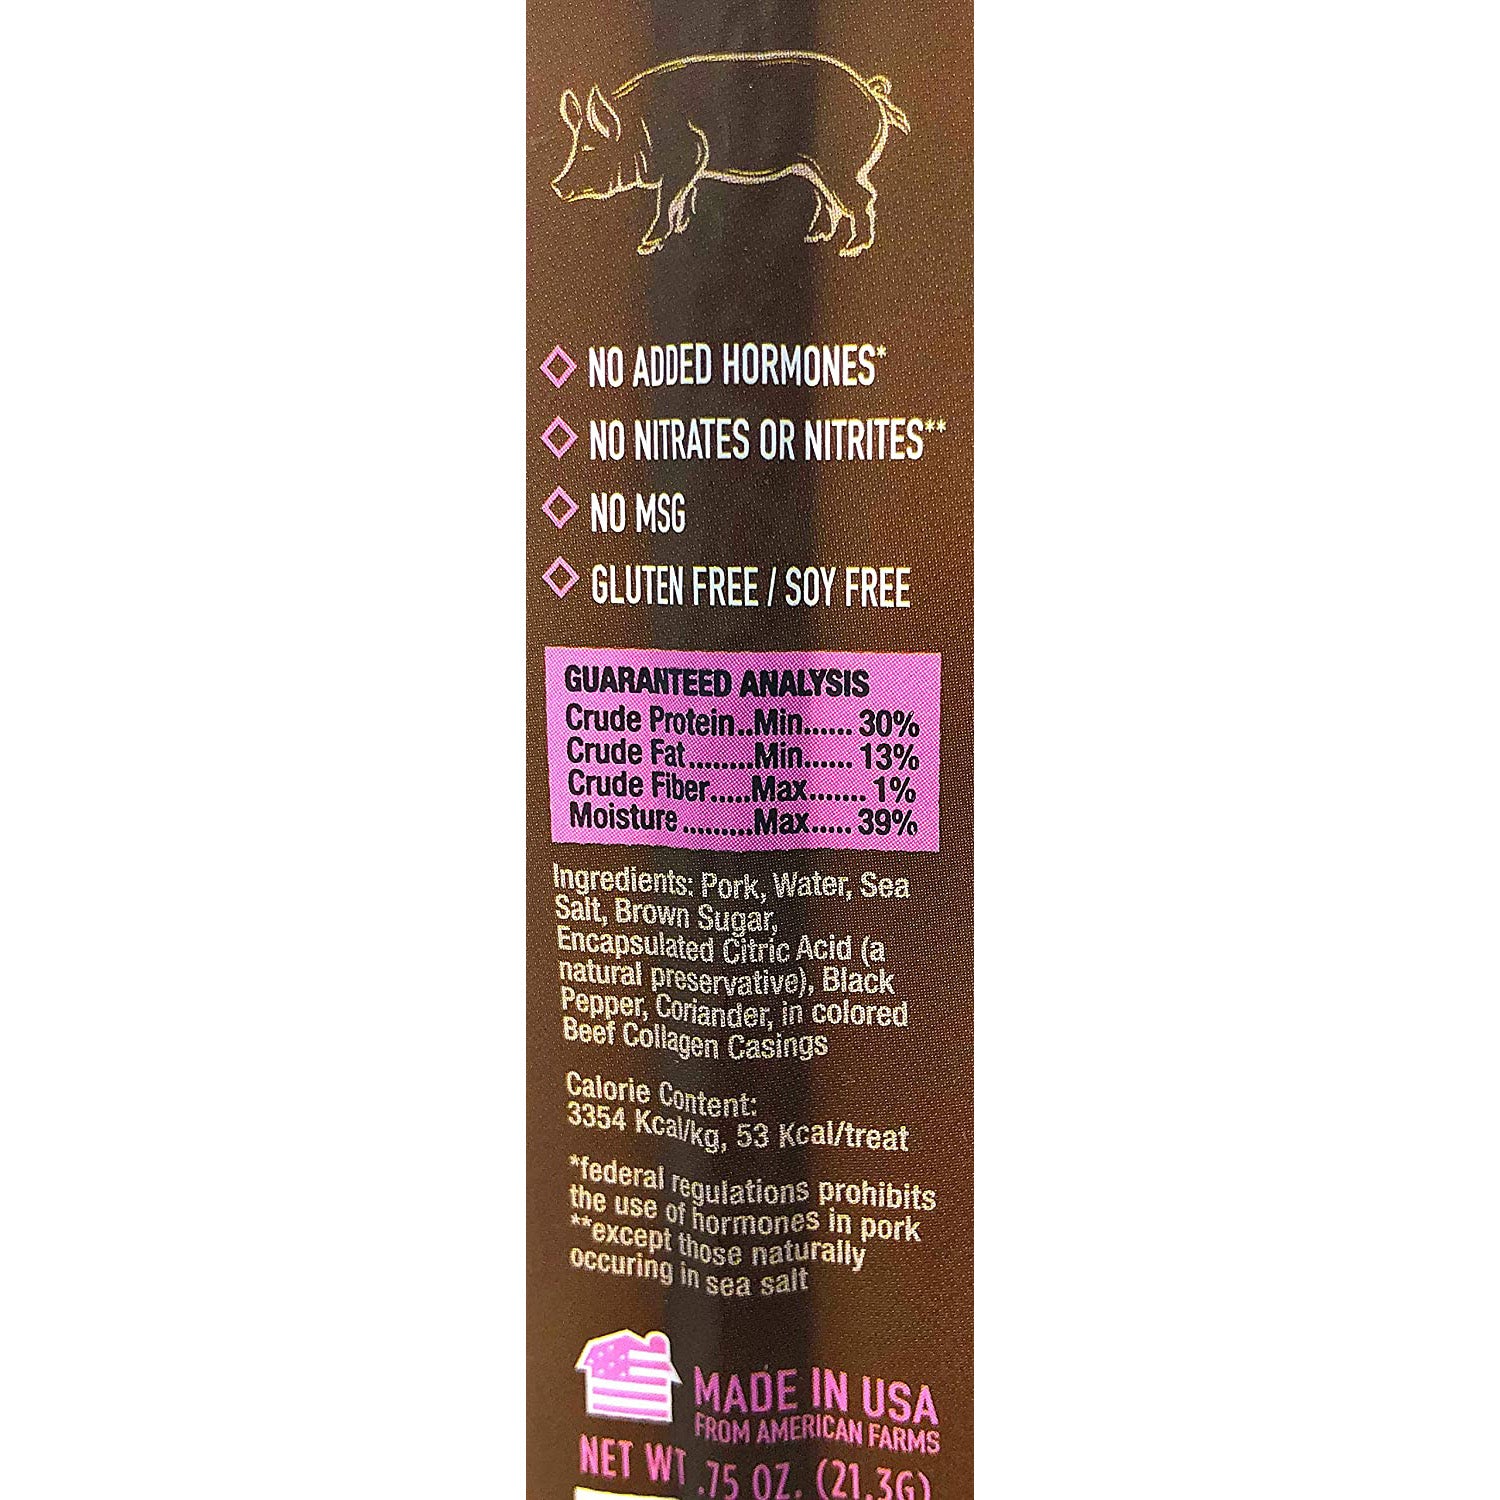 NO ADDED HORMONES*
NO NITRATES OR NITRITES**
NO MSG
GLUTEN FREE / SOY FREE
GUARANTEED ANALYSIS
Crude Protein..Min...... 30%
Crude Fat........Min...... 13%
Crude Fiber.....Max....... 1%
Moisture.........Max..... 39%
Ingredients: Pork, Water, Sea
Salt, Brown Sugar,
Encapsulated Citric Acid (a
natural preservative), Black
Pepper, Coriander, in colored
Beef Collagen Casings
Calorie Content:
3354 Kcal/kg, 53 Kcal/treat
*federal regulations prohibits
the use of hormones in pork
**except those naturally
occuring in sea salt
MADE IN USA
FROM AMERICAN FARMS
NET WT .75 OZ. (21.3G)